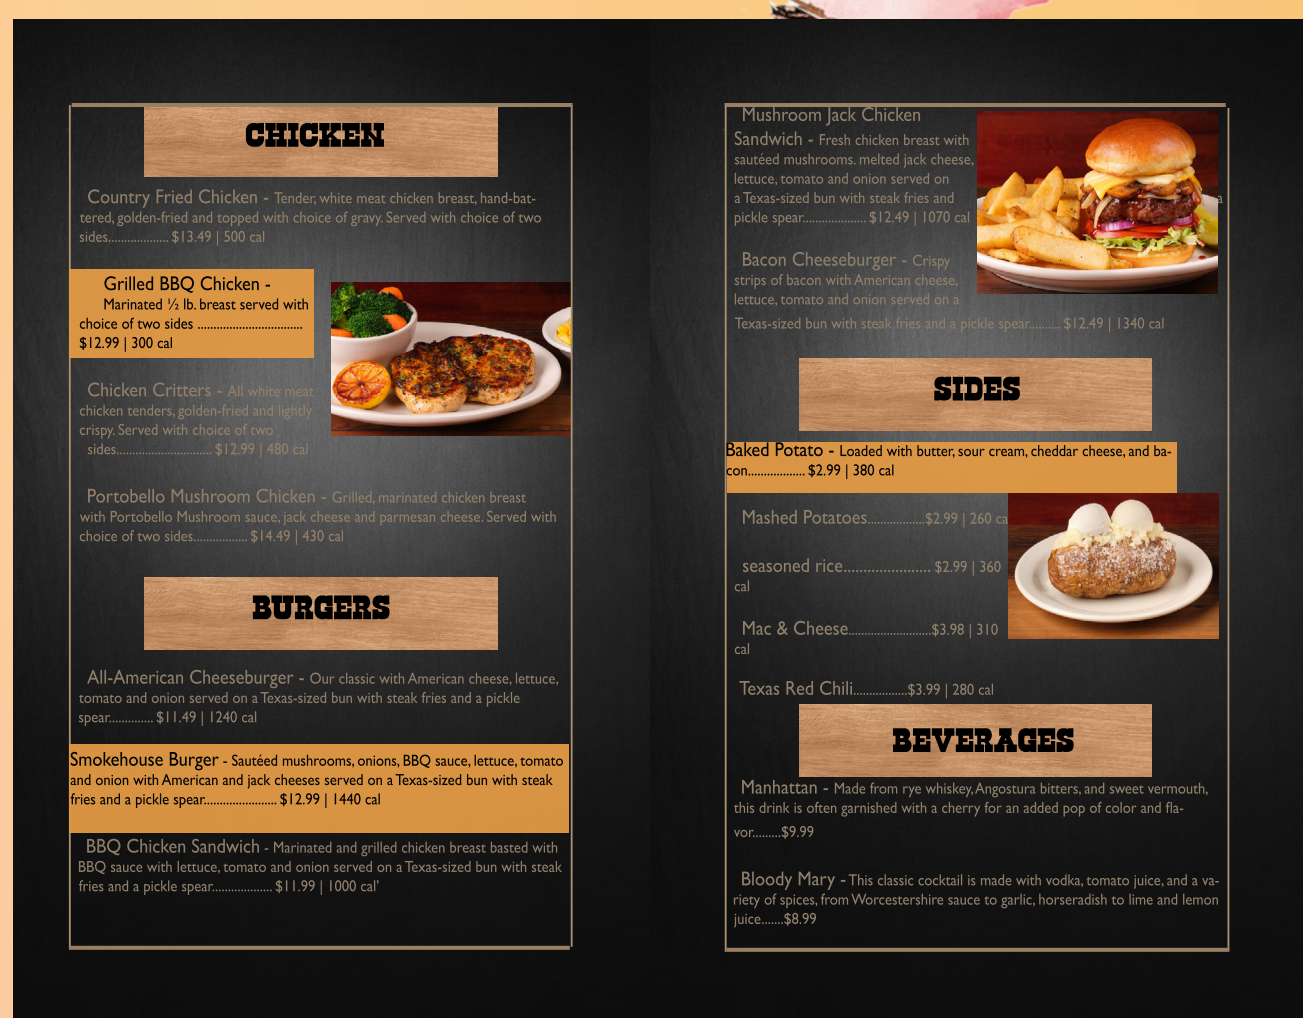 CHICKEN
Country Fried Chicken - Tender, white meat chicken breast, hand-bat-
tered, golden-fried and topped with choice of gravy. Served with choice of two
sides................... $13.49 | 500 cal
Grilled BBQ Chicken -
Marinated ½ lb. breast served with
choice of two sides ................................
$12.99 | 300 cal
Chicken Critters - All white meat
chicken tenders, golden-fried and lightly
crispy. Served with choice of two
sides............................. $12.99 | 480 cal
Portobello Mushroom Chicken - Grilled, marinated chicken breast
with Portobello Mushroom sauce, jack cheese and parmesan cheese. Served with
choice of two sides................. $14.49 | 430 cal
BURGERS
All-American Cheeseburger - Our classic with American cheese, lettuce,
tomato and onion served on a Texas-sized bun with steak fries and a pickle
spear.............. $11.49 | 1240 cal
Smokehouse Burger - Sautéed mushrooms, onions, BBQ sauce, lettuce, tomato
and onion with American and jack cheeses served on a Texas-sized bun with steak
fries and a pickle spear....................... $12.99 | 1440 cal
BBQ Chicken Sandwich - Marinated and grilled chicken breast basted with
BBQ sauce with lettuce, tomato and onion served on a Texas-sized bun with steak
fries and a pickle spear................... $11.99 | 1000 cal'
Mushroom Jack Chicken
Sandwich - Fresh chicken breast with
sautéed mushrooms. melted jack cheese,
lettuce, tomato and onion served on
a
a Texas-sized bun with steak fries and
pickle spear.................... $12.49 | 1070 cal
Bacon Cheeseburger - Crispy
strips of bacon with American cheese,
lettuce, tomato and onion served on a
Texas-sized bun with steak fries and a pickle spear.......... $12.49 | 1340 cal
SIDES
Baked Potato - Loaded with butter, sour cream, cheddar cheese, and ba-
con.................. $2.99 | 380 cal
Mashed Potatoes..................$2.99 | 260 ca
seasoned rice...................... $2.99 | 360
cal
Mac & Cheese..........................$3.98 | 310
cal
Texas Red Chili.................$3.99 | 280 cal
BEVERAGES
Manhattan - Made from rye whiskey, Angostura bitters, and sweet vermouth,
this drink is often garnished with a cherry for an added pop of color and fla-
vor.........$9.99
Bloody Mary - This classic cocktail is made with vodka, tomato juice, and a va-
riety of spices, from Worcestershire sauce to garlic, horseradish to lime and lemon
juice.......$8.99